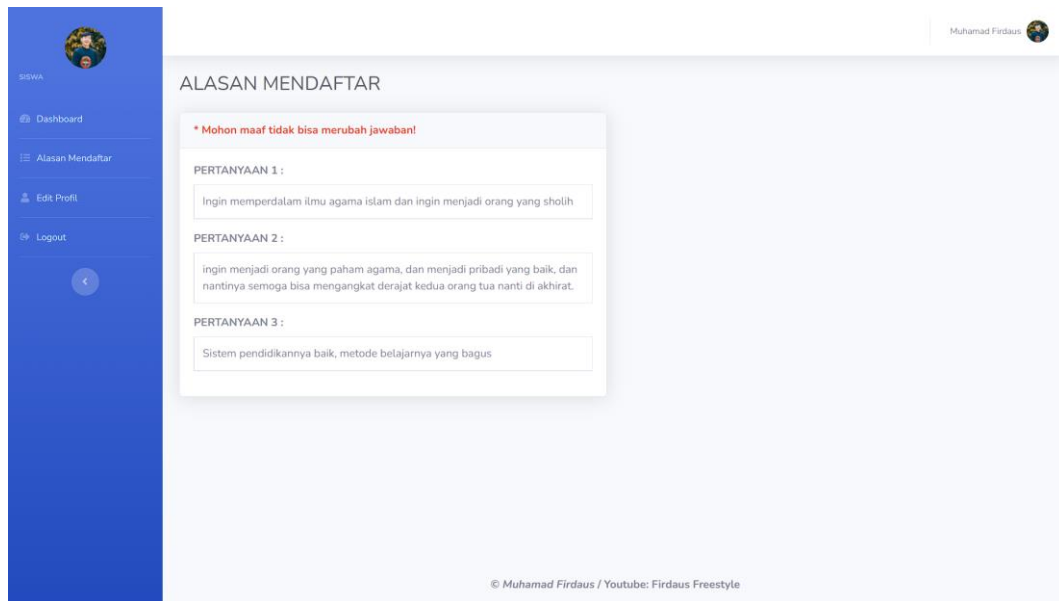 Muhamad Firdaus
SISWA
Dashboard
Alasan Mendaftar
Edit Profil
Logout
ALASAN MENDAFTAR
* Mohon maaf tidak bisa merubah jawaban!
PERTANYAAN 1 :
Ingin memperdalam ilmu agama islam dan ingin menjadi orang yang sholih
PERTANYAAN 2 :
ingin menjadi orang yang paham agama, dan menjadi pribadi yang baik, dan
nantinya semoga bisa mengangkat derajat kedua orang tua nanti di akhirat.
PERTANYAAN 3 :
Sistem pendidikannya baik, metode belajarnya yang bagus
© Muhamad Firdaus / Youtube: Firdaus Freestyle